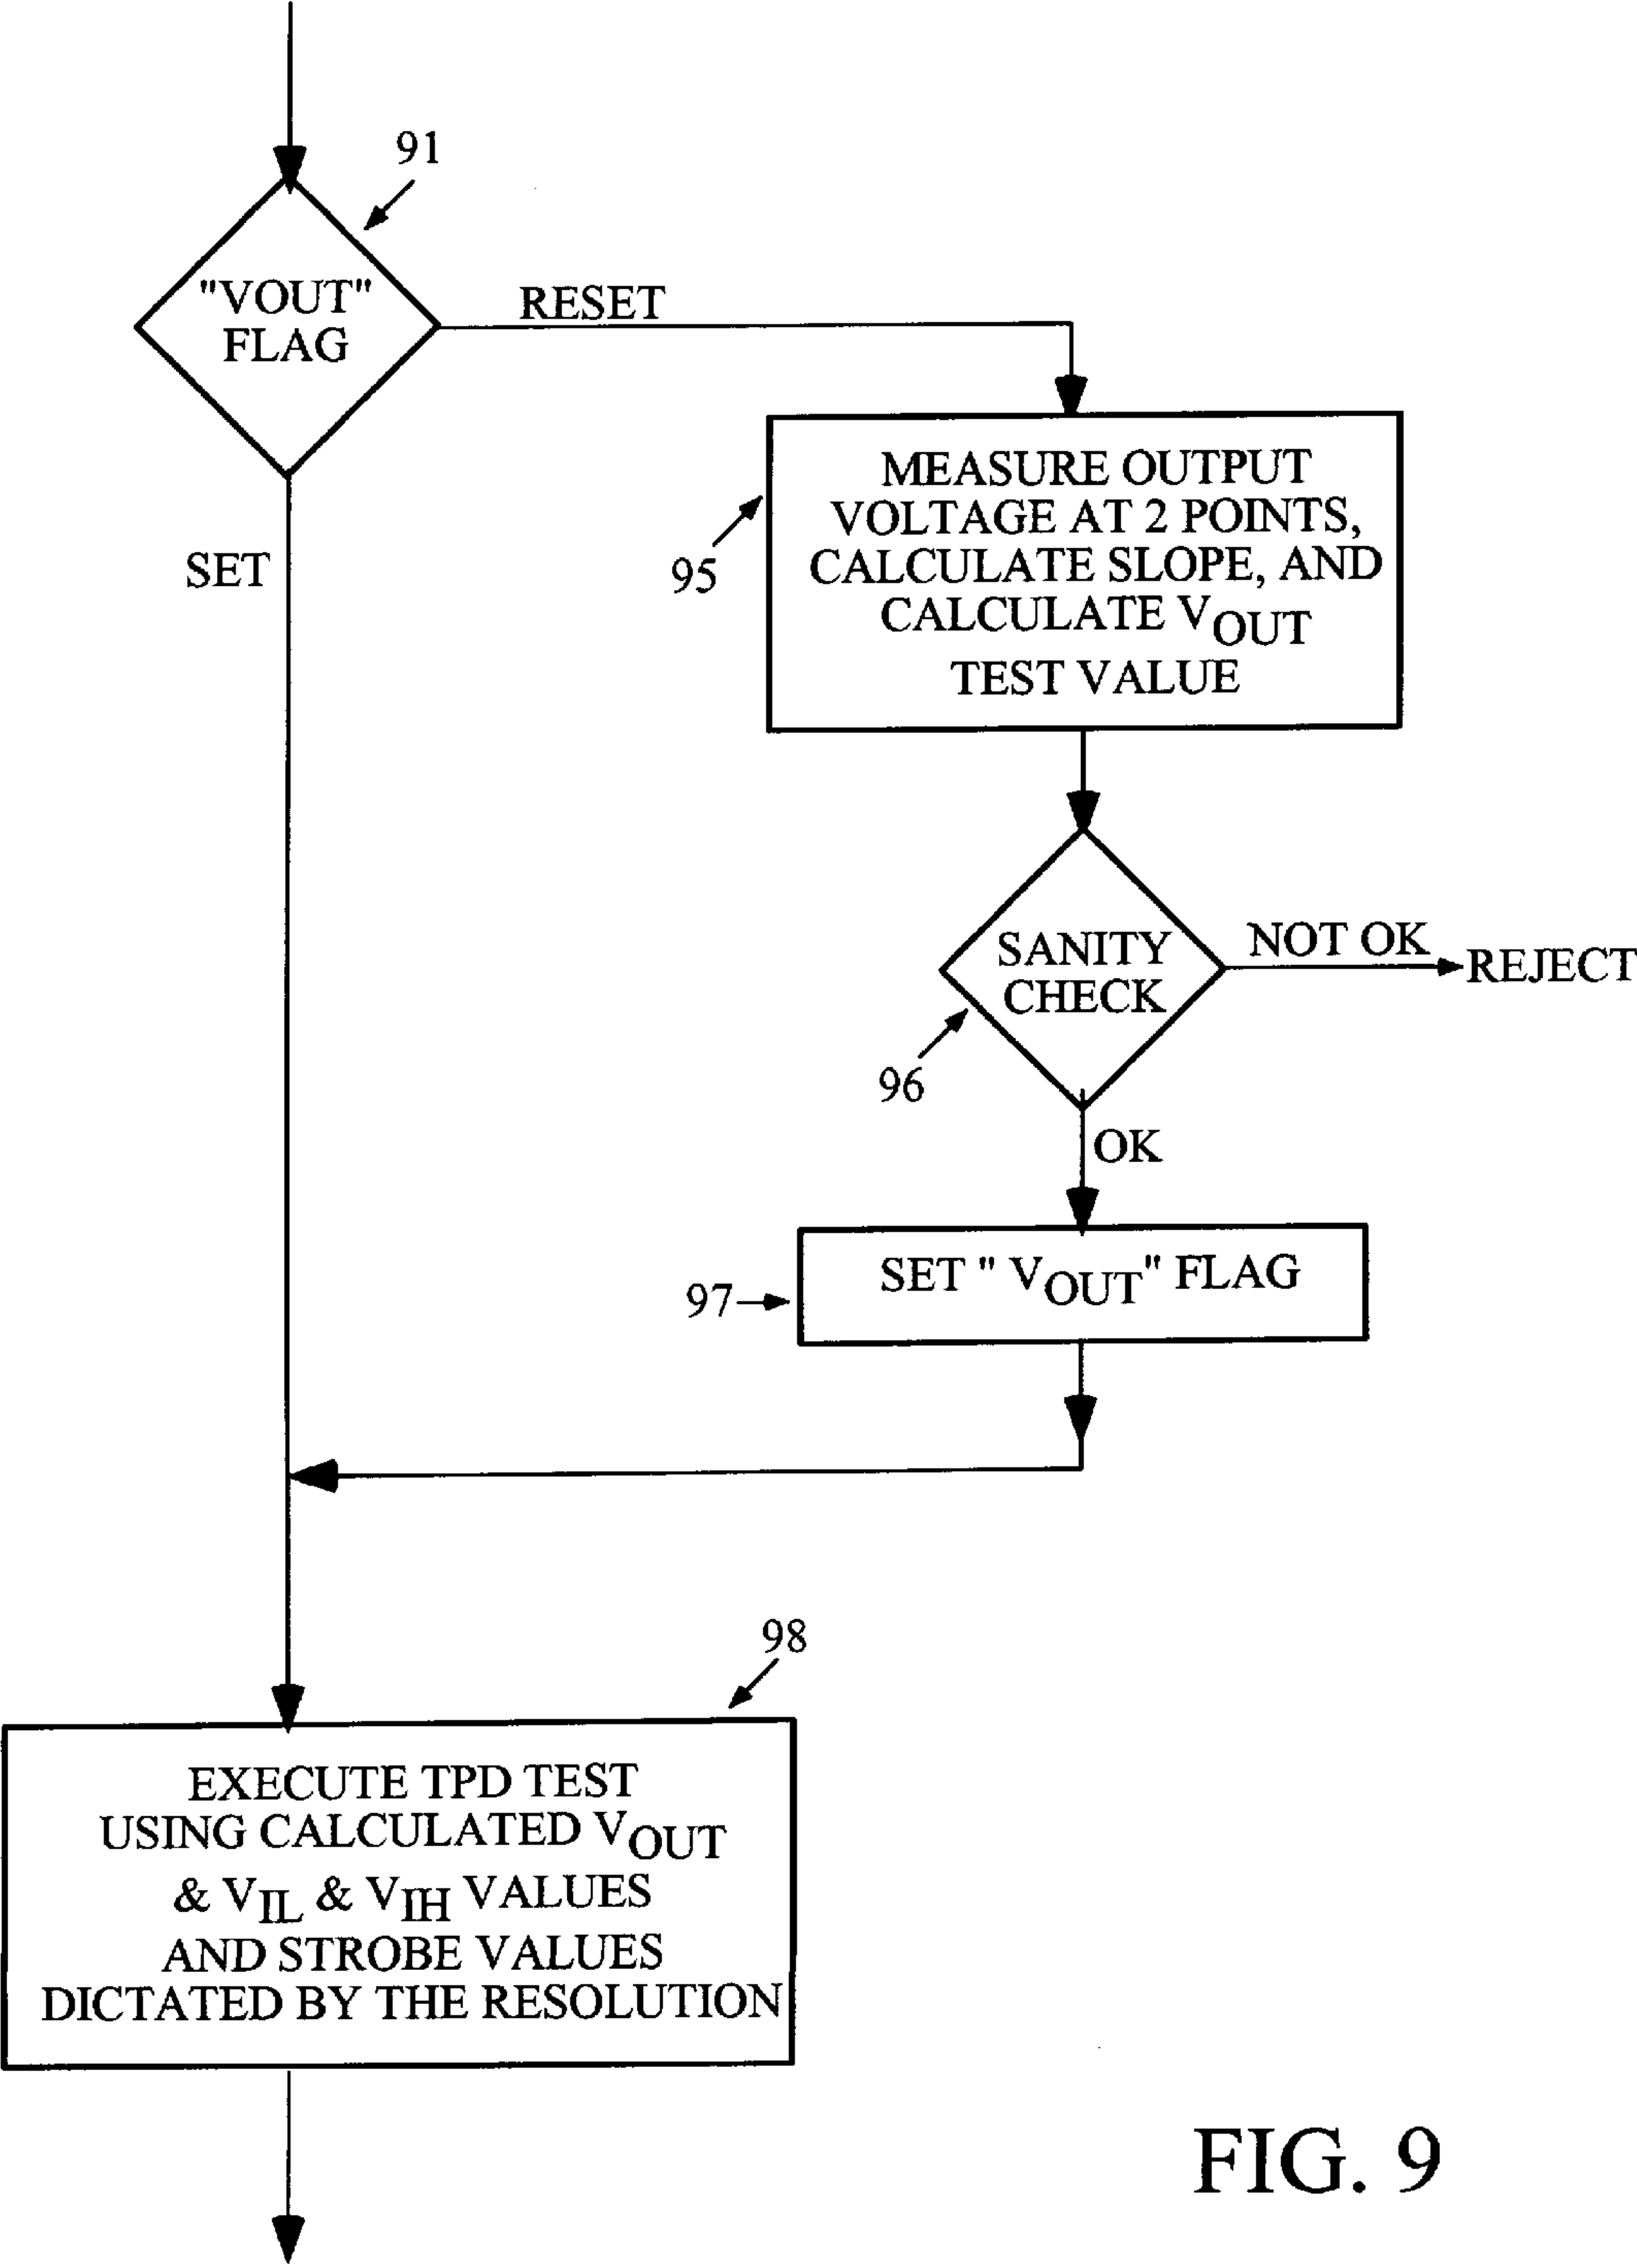 91
"VOUT"
FLAG
RESET
SET
MEASURE OUTPUT
VOLTAGE AT 2 POINTS,
CALCULATE SLOPE, AND
CALCULATE VOUT
TEST VALUE
95
SANITY
CHECK
NOT OK
REJECT
96
OK
SET " VOUT" FLAG
97
98
EXECUTE TPD TEST
USING CALCULATED VOUT
& VIL & VIH VALUES
AND STROBE VALUES
DICTATED BY THE RESOLUTION
FIG. 9